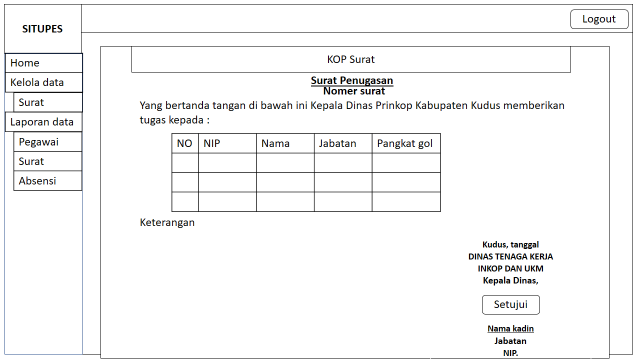 SITUPES
Logout
Home
Kelola data
Surat
Laporan data
Pegawai
Surat
Absensi
KOP Surat
Surat Penugasan
Nomer surat
Yang bertanda tangan di bawah ini Kepala Dinas Prinkop Kabupaten Kudus memberikan
tugas kepada :
NO NIP Nama Jabatan Pangkat gol
Keterangan
Kudus, tanggal
DINAS TENAGA KERJA
INKOP DAN UKM
Kepala Dinas,
Setujui
Nama kadin
Jabatan
NIP.